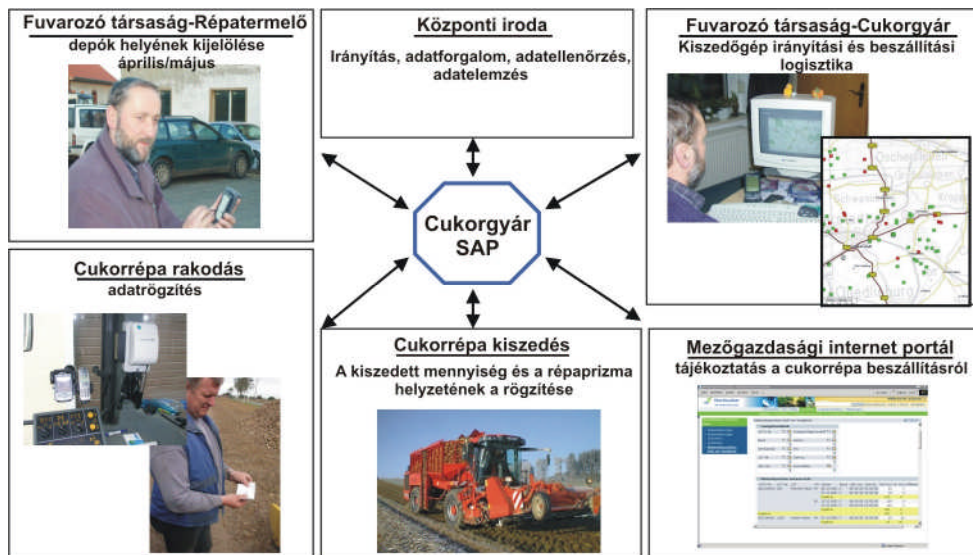 Fuvarozó társaság-Répatermelő
depók helyének kijelölése
április/május
Központi iroda
Irányítás, adatforgalom, adatellenőrzés,
adatelemzés
Fuvarozó társaság-Cukorgyár
Kiszedőgép irányítási és beszállítási
logisztika
Cukorgyár
SAP
Cukorrépa rakodás
adatrögzítés
Cukorrépa kiszedés
A kiszedett mennyiség és a répaprizma
helyzetének a rögzítése
Mezőgazdasági internet portál
tájékoztatás a cukorrépa beszállításról